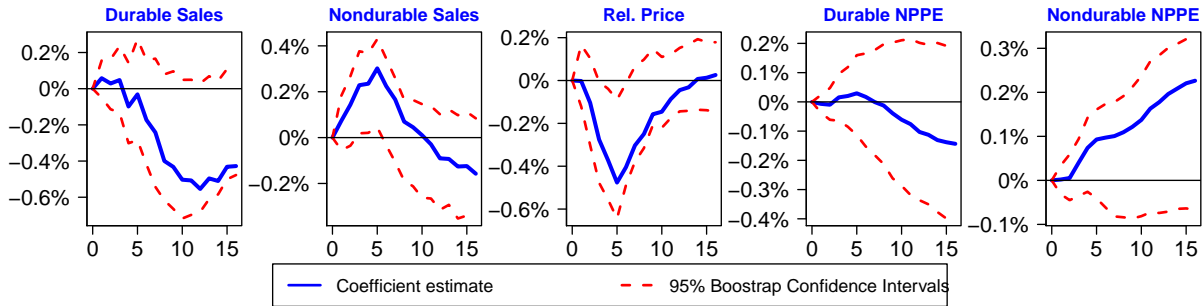 Durable Sales
Nondurable Sales
Rel. Price
Durable NPPE
Nondurable NPPE
0.2%
0%
−0.2%
−0.4%
−0.6%
0 5 10 15
0.4%
0.2%
0%
−0.2%
0 5 10 15
0.2%
0%
−0.2%
−0.4%
−0.6%
0 5 10 15
0.2%
0.1%
0%
−0.1%
−0.2%
−0.3%
−0.4%
0 5 10 15
0.3%
0.2%
0.1%
0%
−0.1%
0 5 10 15
Coefficient estimate
95% Boostrap Confidence Intervals